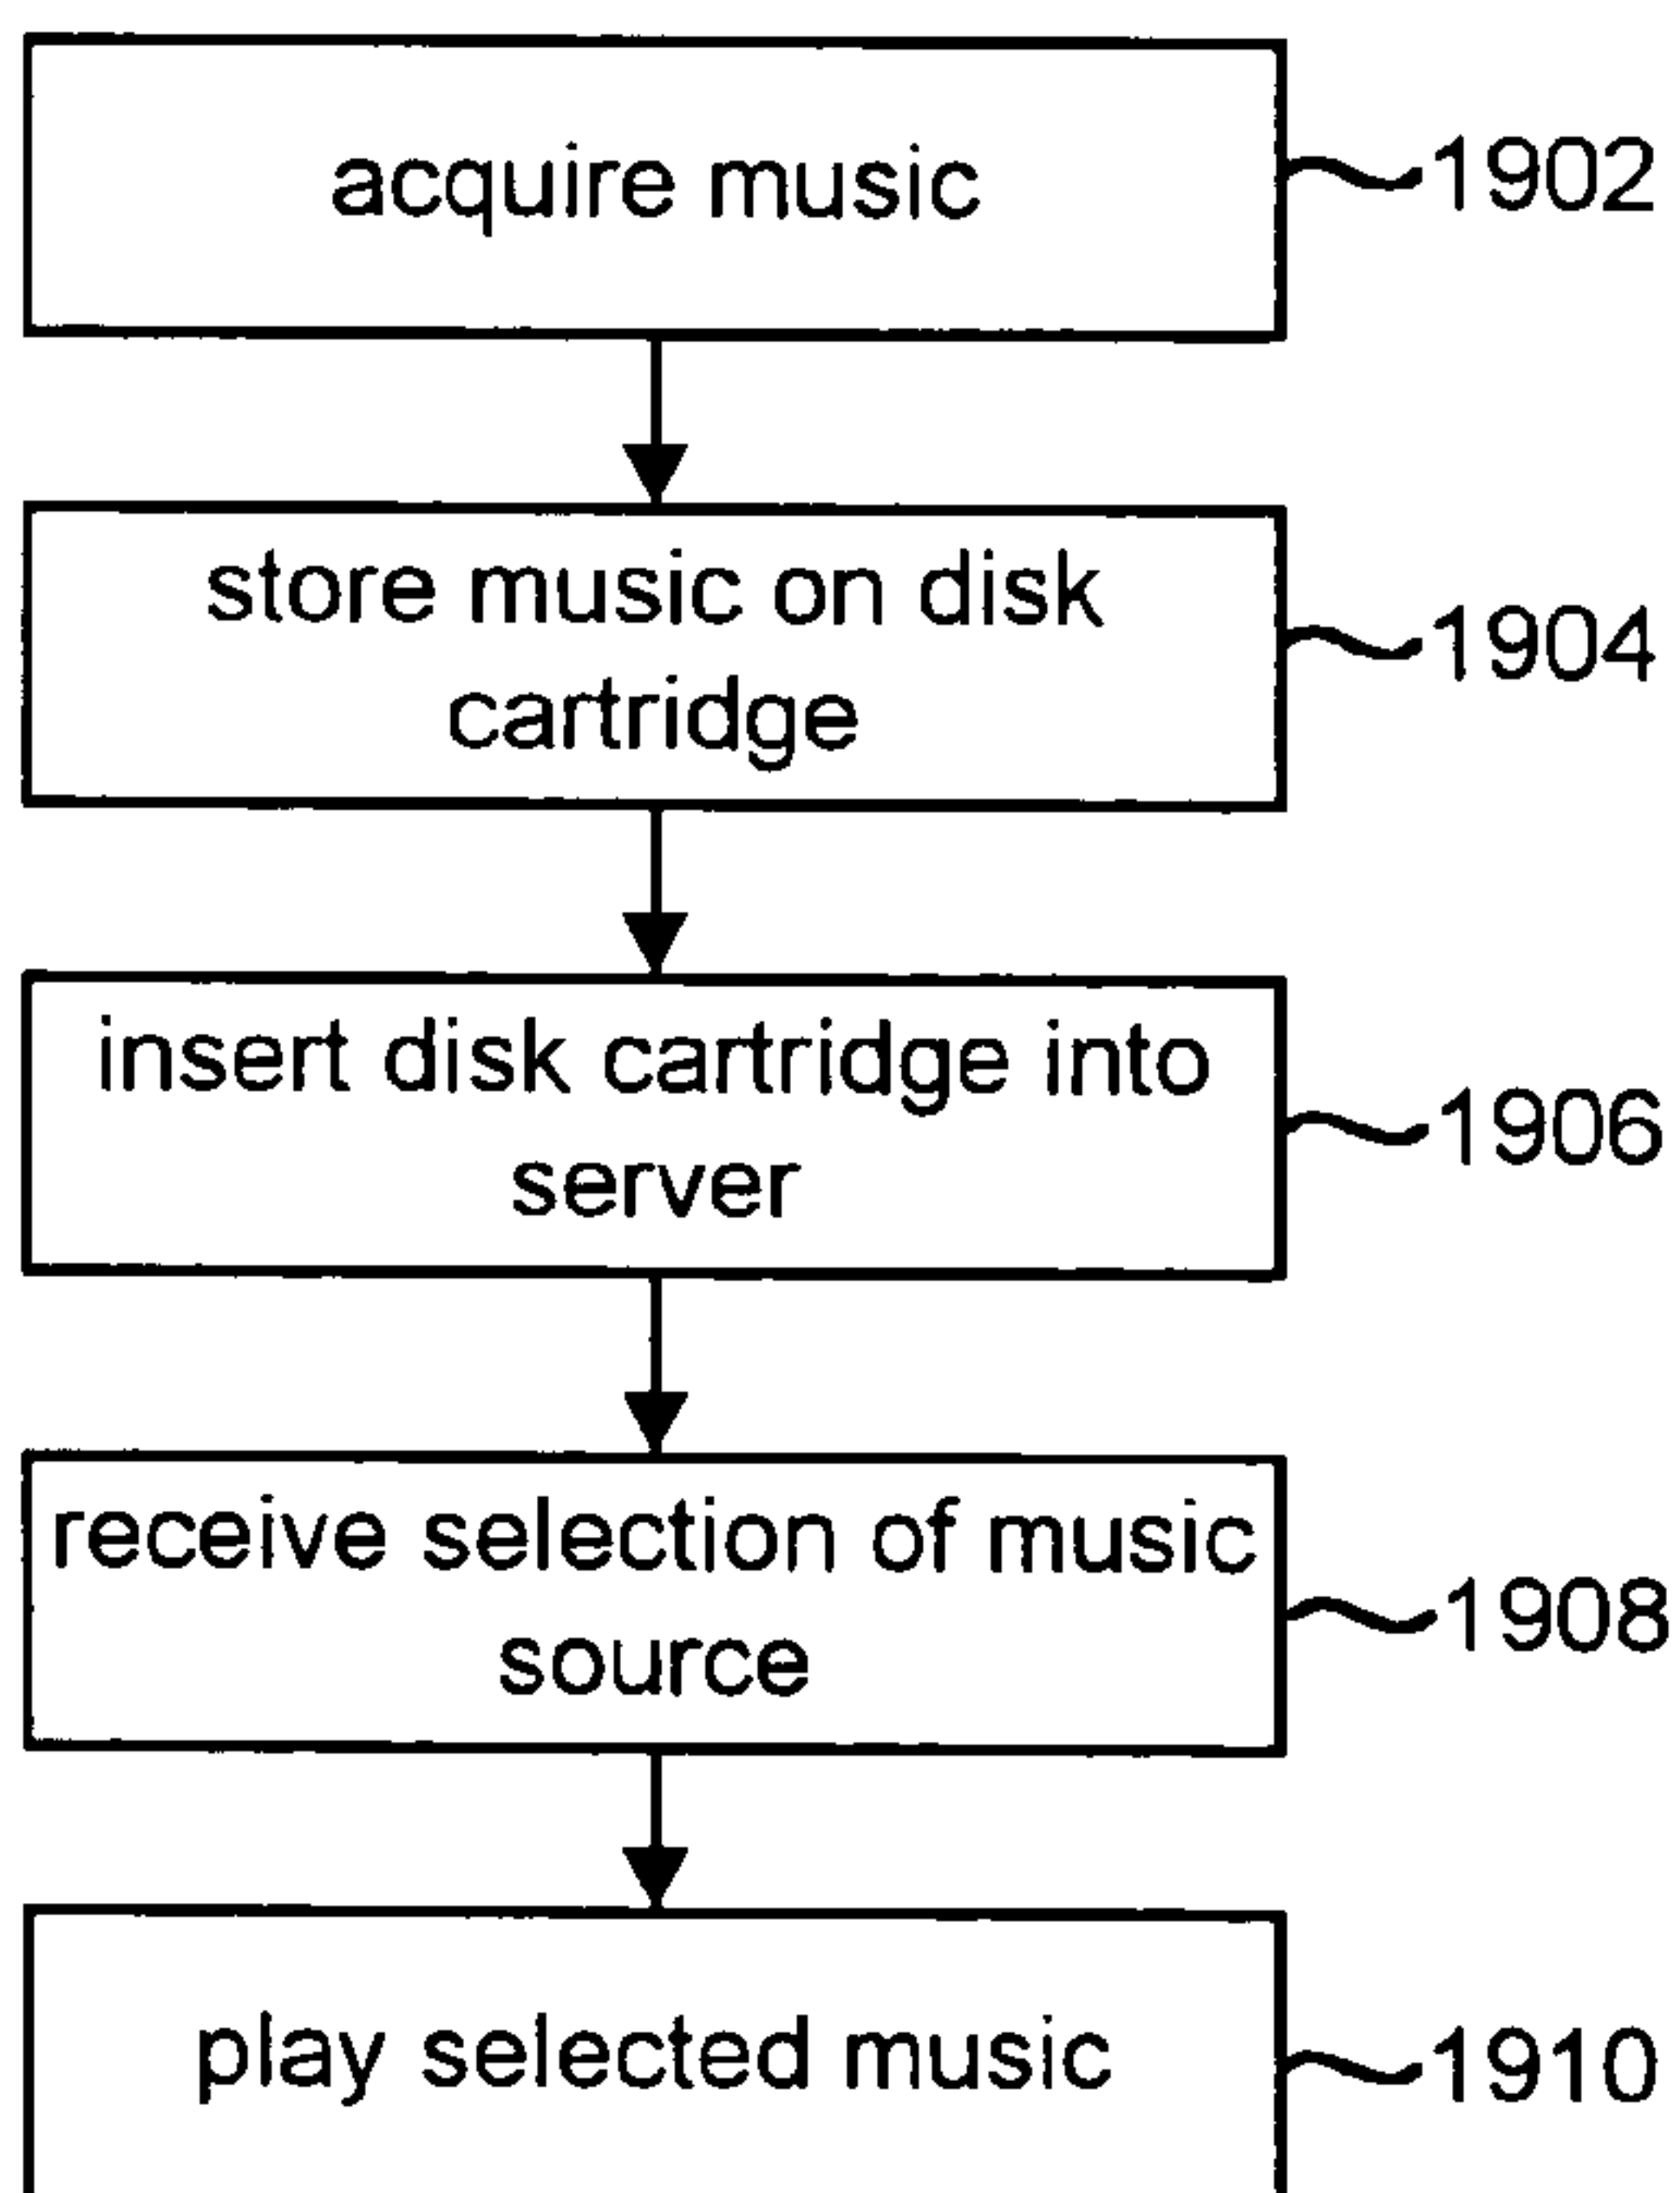 acquire music
1902
store music on disk
cartridge
1904
insert disk cartridge into
server
1906
receive selection of music
source
1908
play selected music
1910